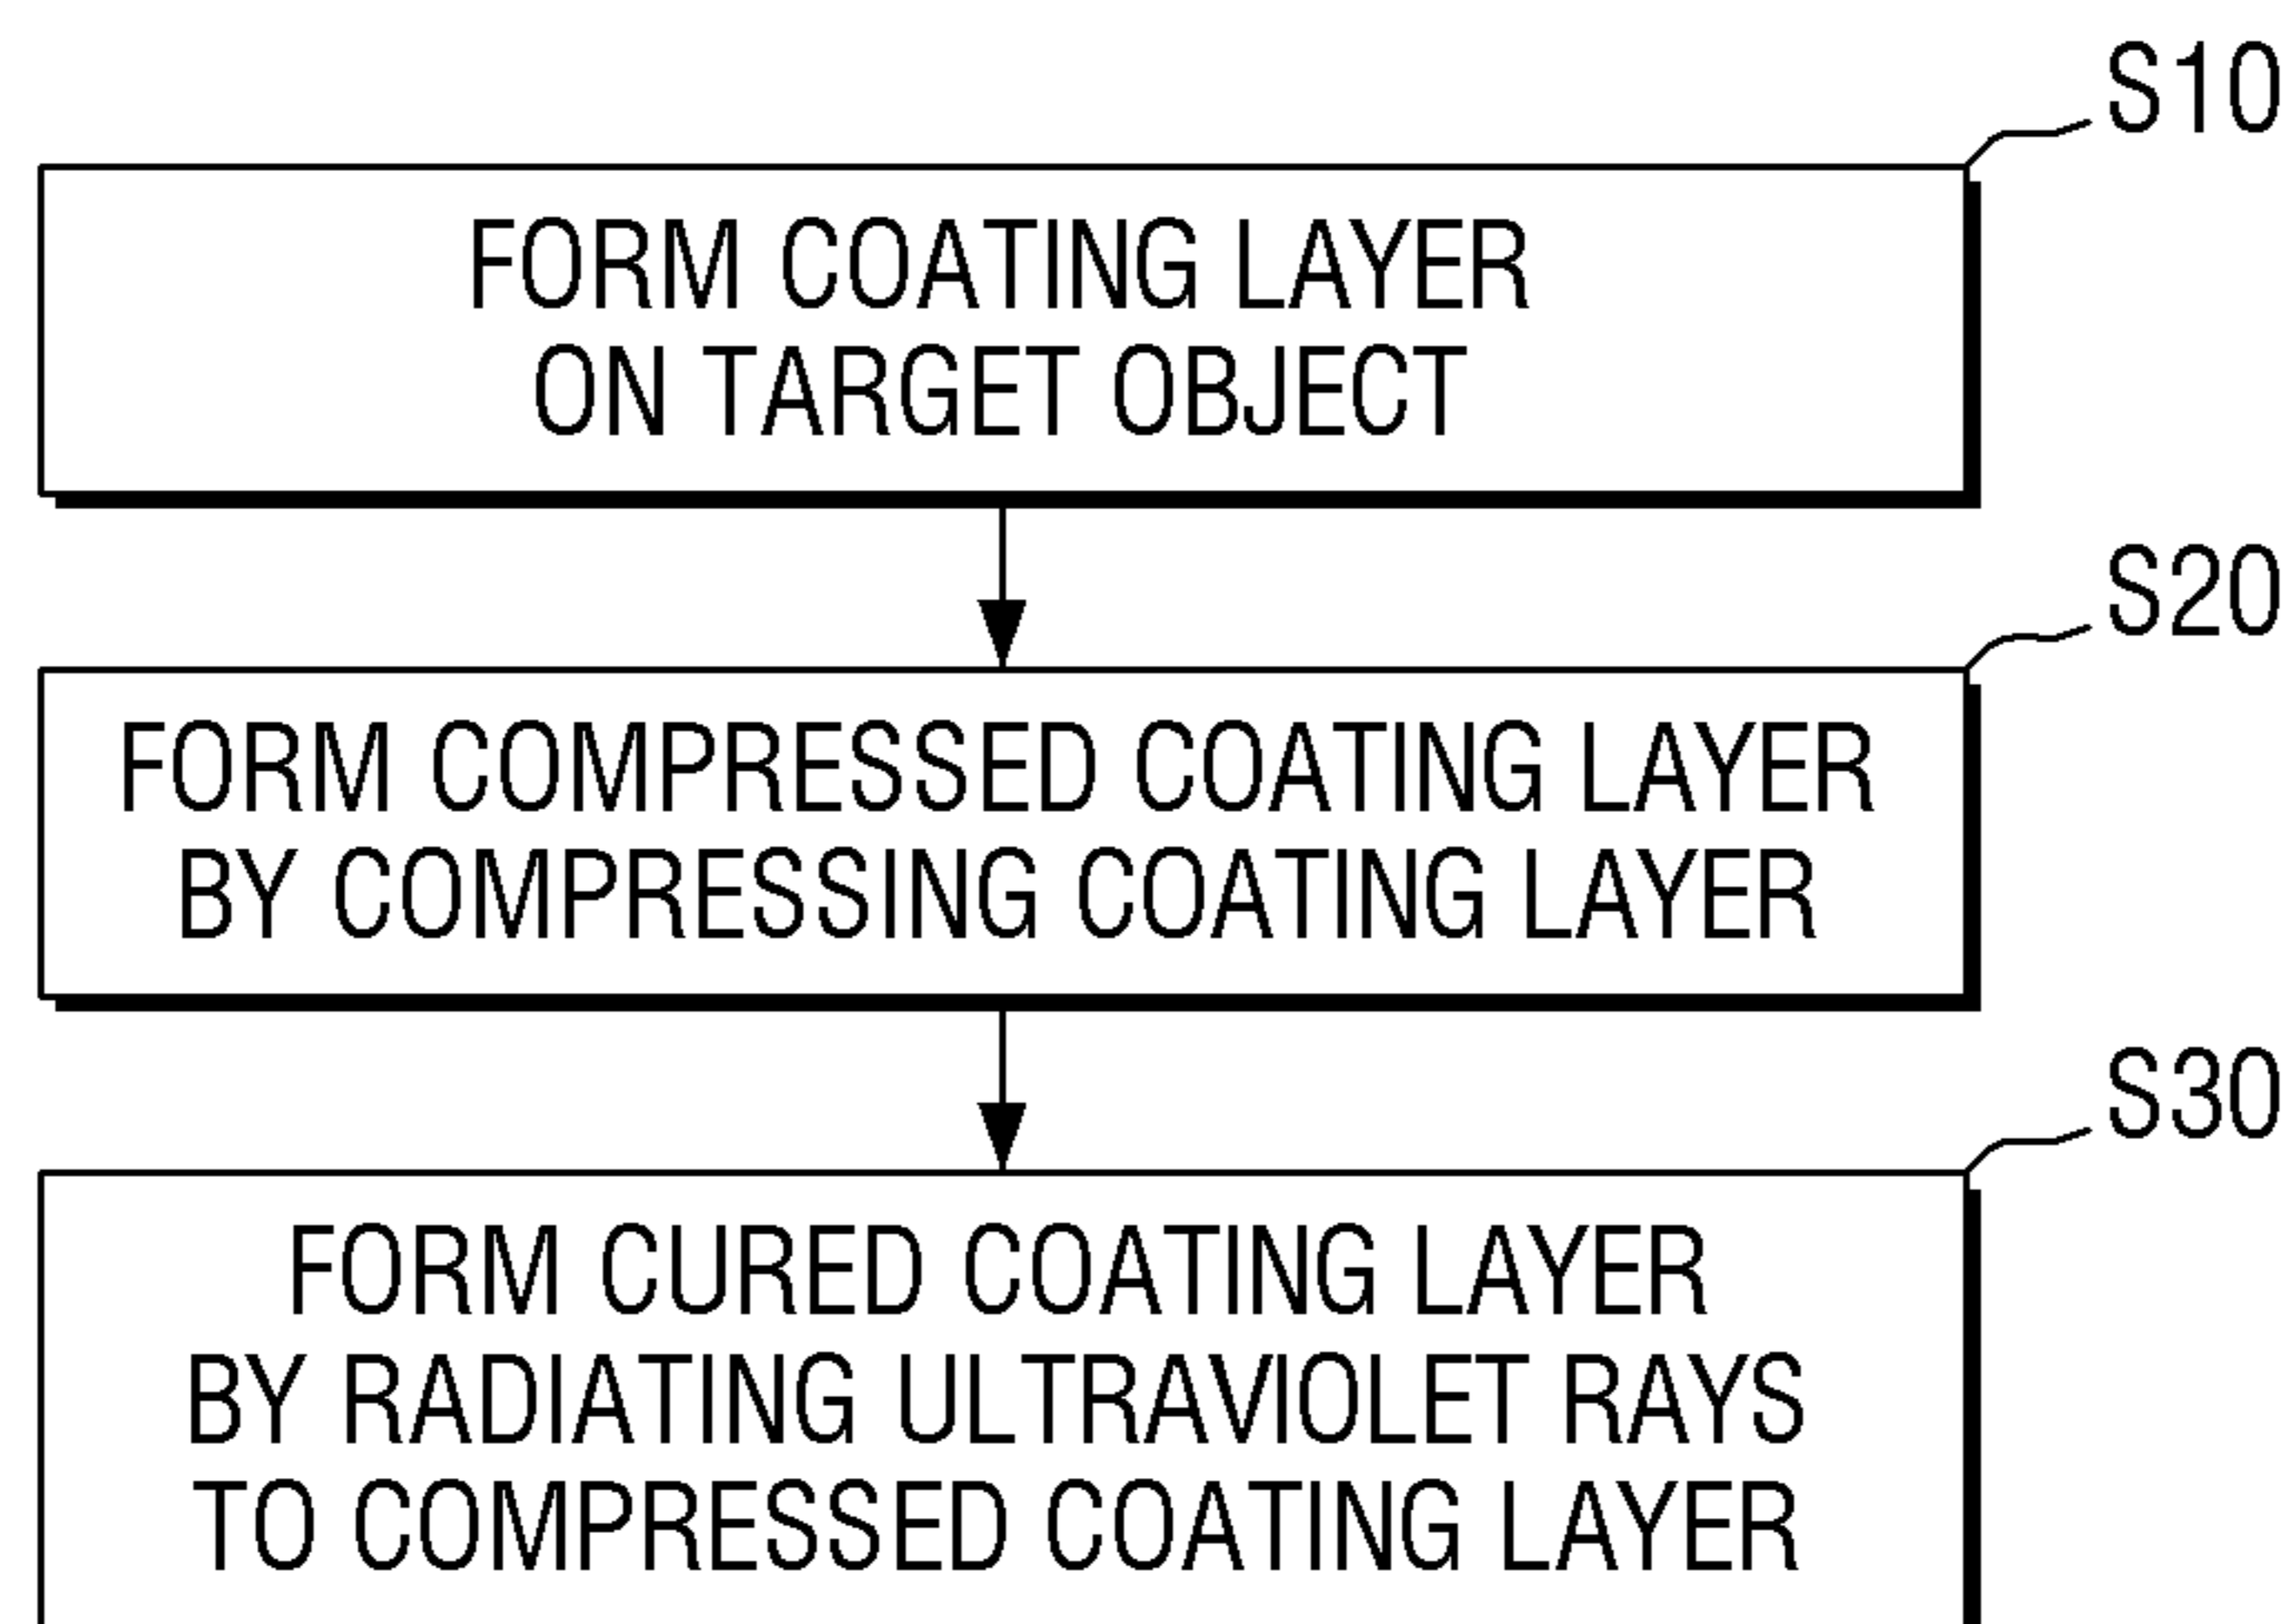 S10
FORM COATING LAYER
ON TARGET OBJECT
S20
FORM COMPRESSED COATING LAYER
BY COMPRESSING COATING LAYER
S30
FORM CURED COATING LAYER
BY RADIATING ULTRAVIOLET RAYS
TO COMPRESSED COATING LAYER